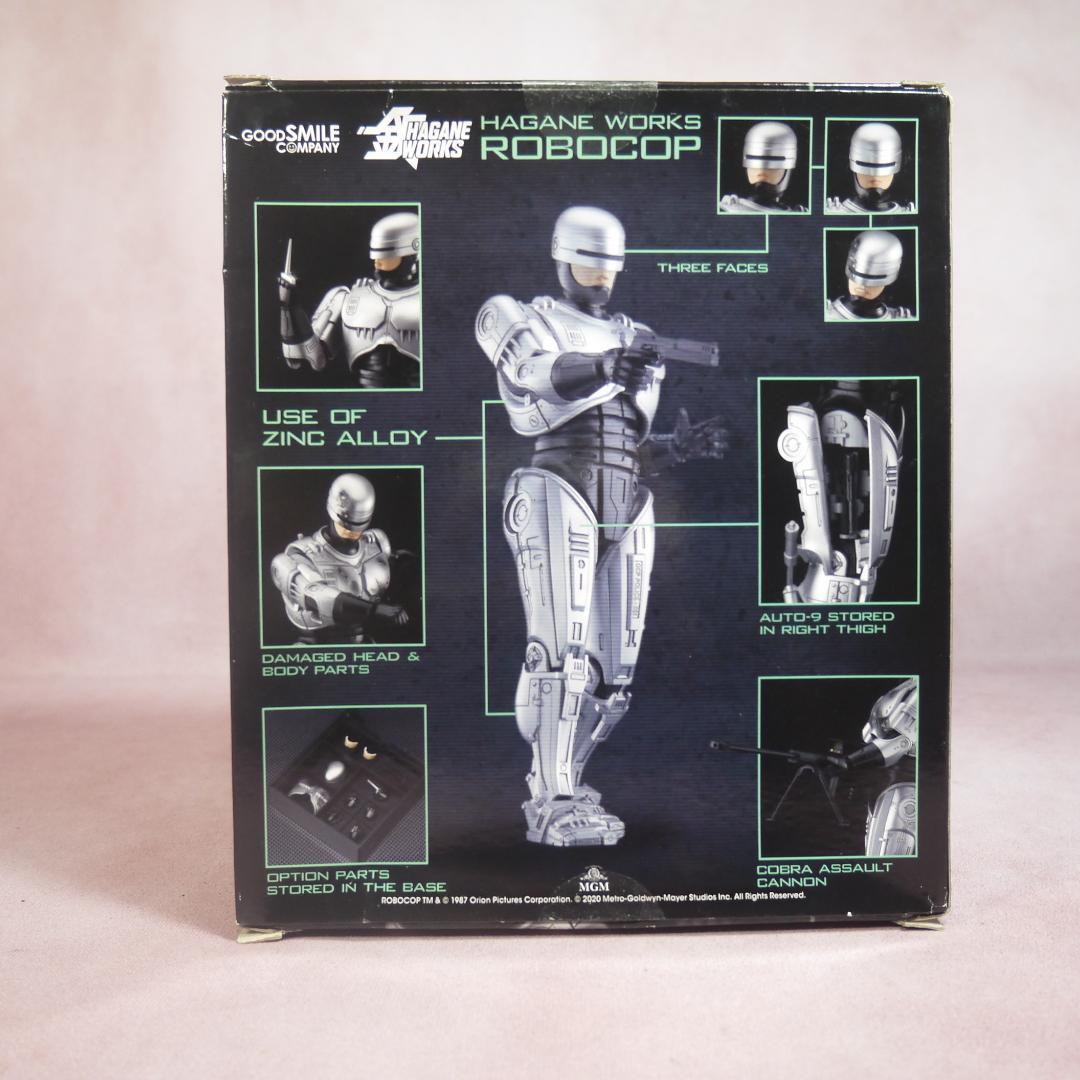 GOODSMILE
COMPANY
HAGANE
WORKS
HAGANE WORKS
ROBOCOP
THREE FACES
USE OF
ZINC ALLOY
AUTO-9 STORED
IN RIGHT THIGH
DAMAGED HEAD &
BODY PARTS
OPTION PARTS
STORED IN THE BASE
COBRA ASSAULT
CANNON
MGM
ROBOCOP TM & © 1987 Orion Pictures Corporation. © 2020 Metro-Goldwyn-Mayer Studios Inc. All Rights Reserved.